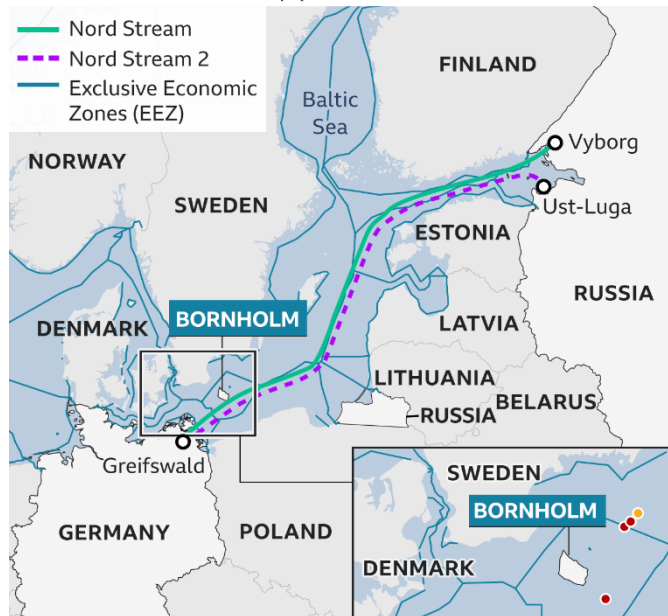 Nord Stream
Nord Stream 2
Exclusive Economic
Zones (EEZ)
FINLAND
Baltic
Sea
Vyborg
NORWAY
SWEDEN
Ust-Luga
ESTONIA
RUSSIA
BORNHOLM
DENMARK
LATVIA
LITHUANIA
BELARUS
RUSSIA
Greifswald
SWEDEN
BORNHOLM
GERMANY
POLAND
DENMARK